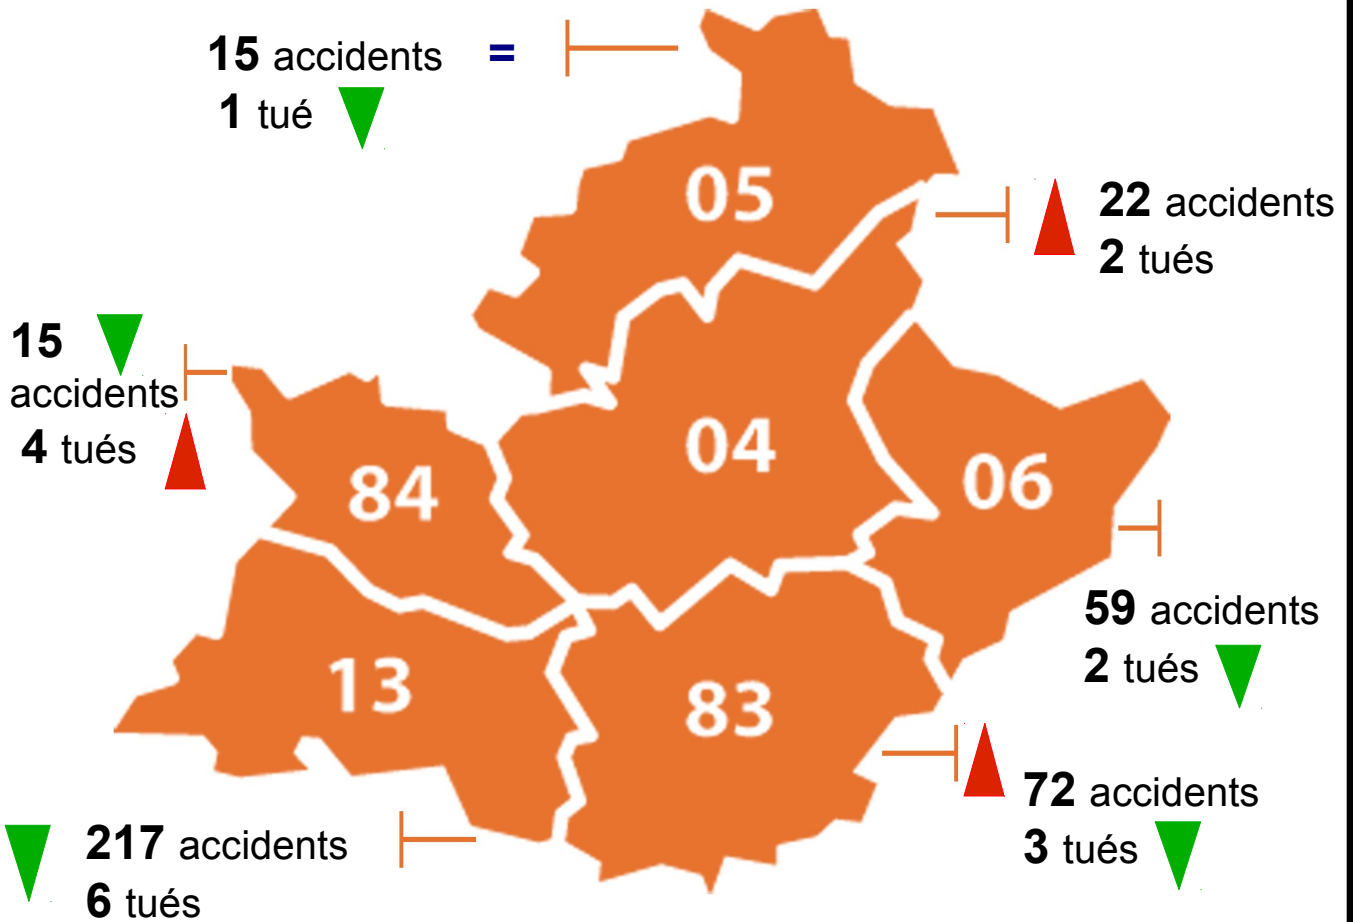 15 accidents =
1 tué
05
22 accidents
2 tués
15
accidents
4 tués
84
04
06
59 accidents
2 tués
13
83
72 accidents
3 tués
217 accidents
6 tués